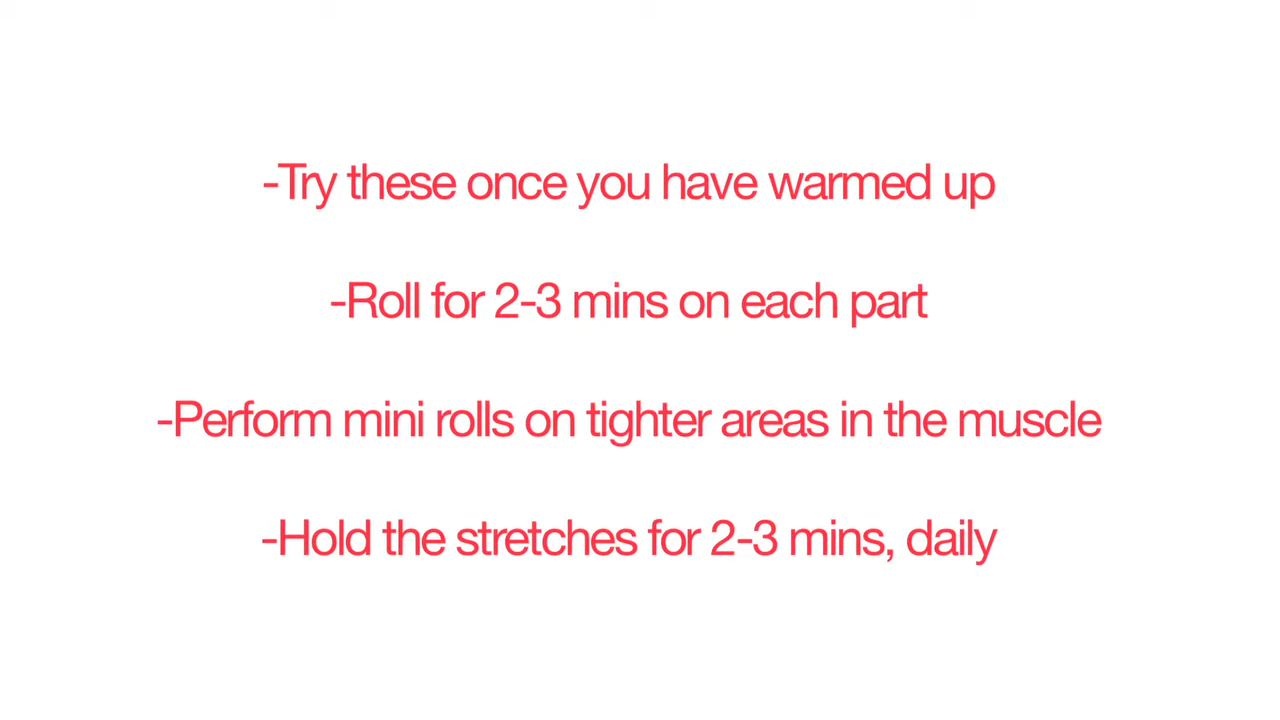 -Try these once you have warmed up
-Roll for 2-3 mins on each part
-Perform mini rolls on tighter areas in the muscle
-Hold the stretches for 2-3 mins, daily